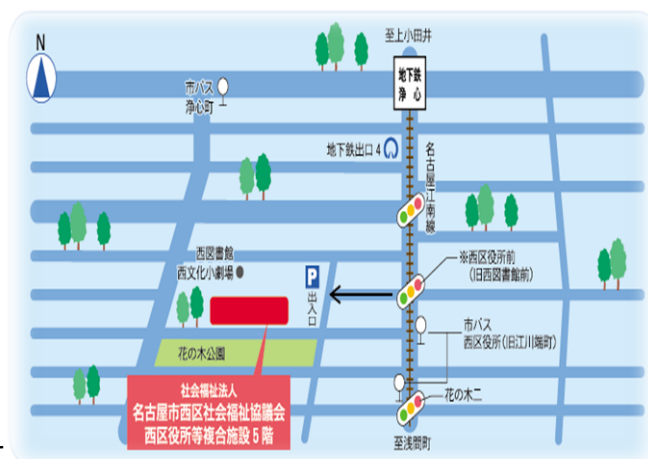 N
至上小田井
地下鉄
浄心
市バス
浄心町
地下鉄出口 4
名古屋江南線
西図書館
西文化小劇場
P
出入口
※西区役所前
(旧西図書館前)
市バス
西区役所(旧江川端町)
花の木公園
花の木二
社会福祉法人
名古屋市西区社会福祉協議会
西区役所等複合施設 5 階
至浅間町